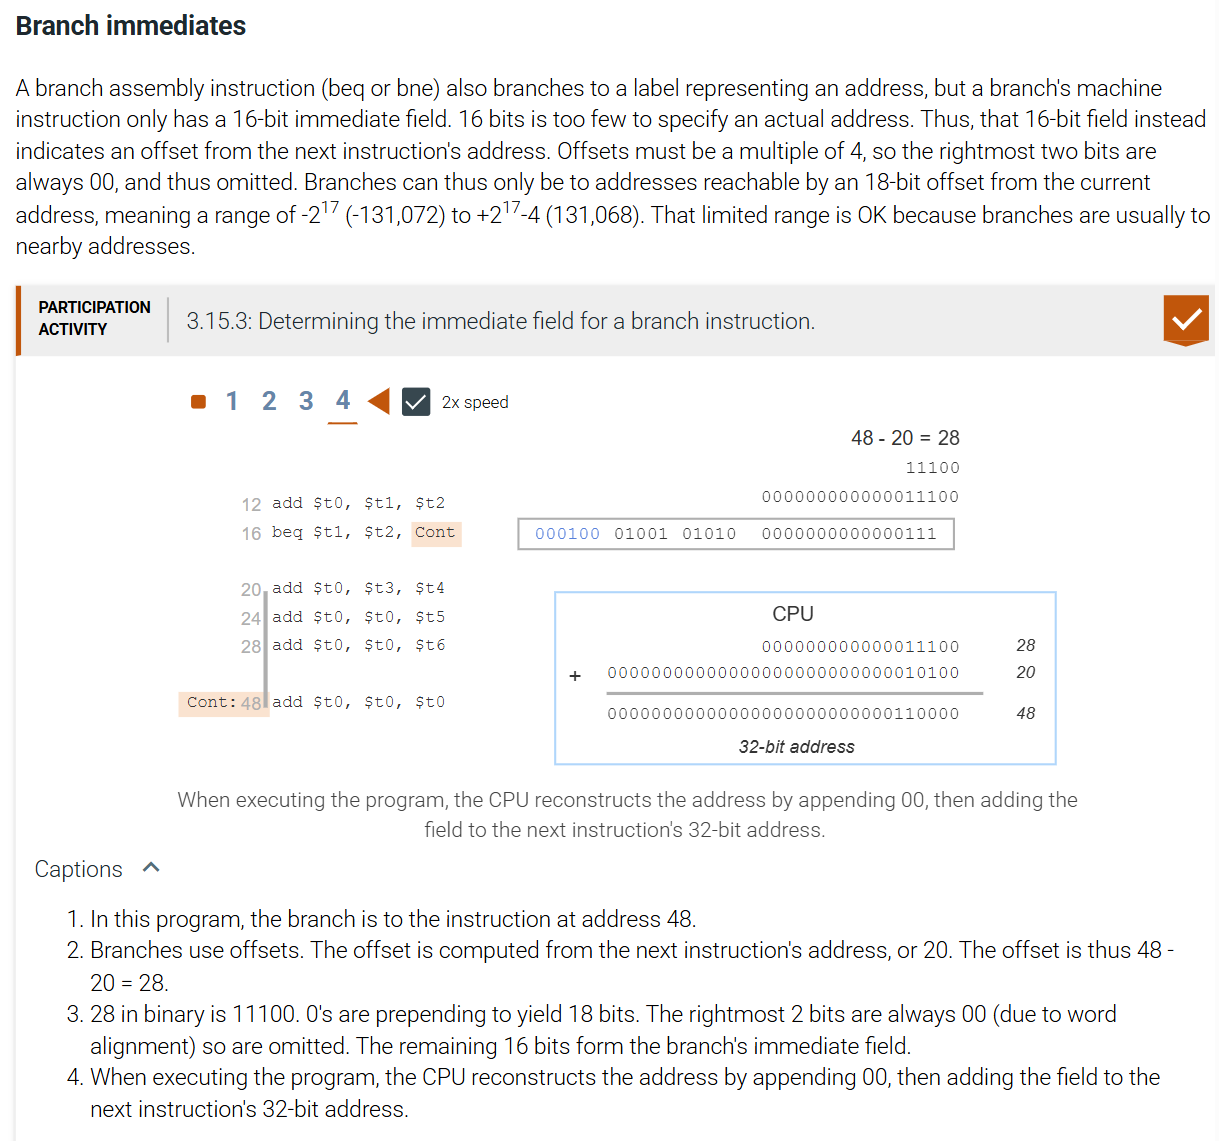 Branch immediates
A branch assembly instruction (beq or bne) also branches to a label representing an address, but a branch's machine
instruction only has a 16-bit immediate field. 16 bits is too few to specify an actual address. Thus, that 16-bit field instead
indicates an offset from the next instruction's address. Offsets must be a multiple of 4, so the rightmost two bits are
always 00, and thus omitted. Branches can thus only be to addresses reachable by an 18-bit offset from the current
address, meaning a range of -2^17 (-131,072) to +2^17-4 (131,068). That limited range is OK because branches are usually to
nearby addresses.
PARTICIPATION
ACTIVITY
3.15.3: Determining the immediate field for a branch instruction.
1 2 3 4 2x speed
48 - 20 = 28
11100
000000000000011100
12 add $t0, $t1, $t2
16 beq $t1, $t2, Cont
000100 01001 01010 0000000000000111
20 add $t0, $t3, $t4
24 add $t0, $t0, $t5
28 add $t0, $t0, $t6
Cont: 48 add $t0, $t0, $t0
CPU
000000000000011100 28
+ 00000000000000000000000000010100 20
00000000000000000000000000110000 48
32-bit address
When executing the program, the CPU reconstructs the address by appending 00, then adding the
field to the next instruction's 32-bit address.
Captions
1. In this program, the branch is to the instruction at address 48.
2. Branches use offsets. The offset is computed from the next instruction's address, or 20. The offset is thus 48 -
20 = 28.
3. 28 in binary is 11100. 0's are prepending to yield 18 bits. The rightmost 2 bits are always 00 (due to word
alignment) so are omitted. The remaining 16 bits form the branch's immediate field.
4. When executing the program, the CPU reconstructs the address by appending 00, then adding the field to the
next instruction's 32-bit address.